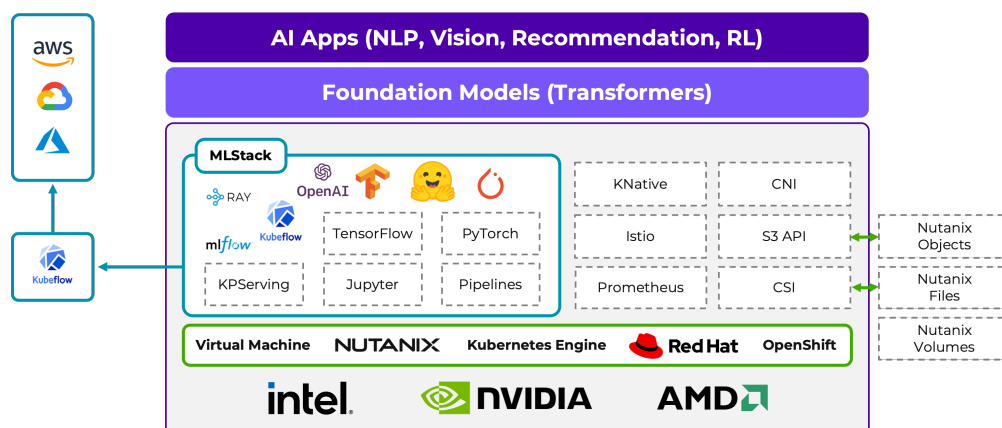 AI Apps (NLP, Vision, Recommendation, RL)
Foundation Models (Transformers)
aws
MLStack
RAY
OpenAI
Kubeflow
mlflow
TensorFlow
PyTorch
KPServing
Jupyter
Pipelines
KNative
CNI
Istio
S3 API
Prometheus
CSI
Nutanix
Objects
Nutanix
Files
Nutanix
Volumes
Kubeflow
Virtual Machine
NUTANIX
Kubernetes Engine
Red Hat
OpenShift
intel.
NVIDIA
AMD